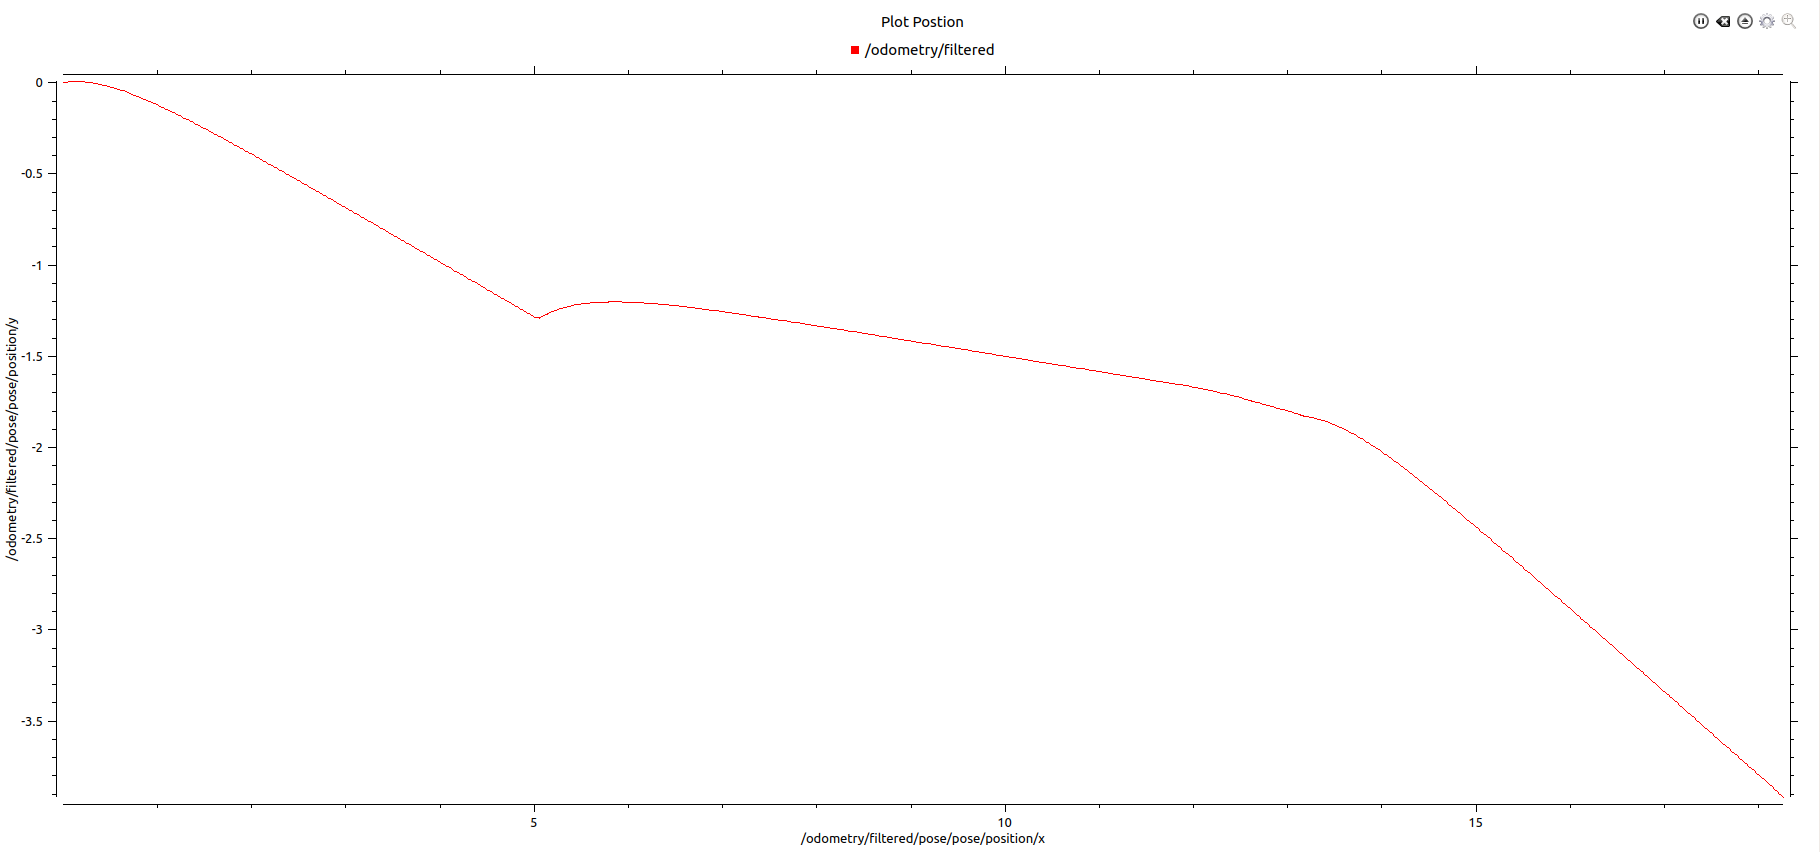 Plot Postion
/odometry/filtered
0
-0.5
-1
-1.5
-2
-2.5
-3
-3.5
/odometry/filtered/pose/pose/position/y
5
10
15
/odometry/filtered/pose/pose/position/x